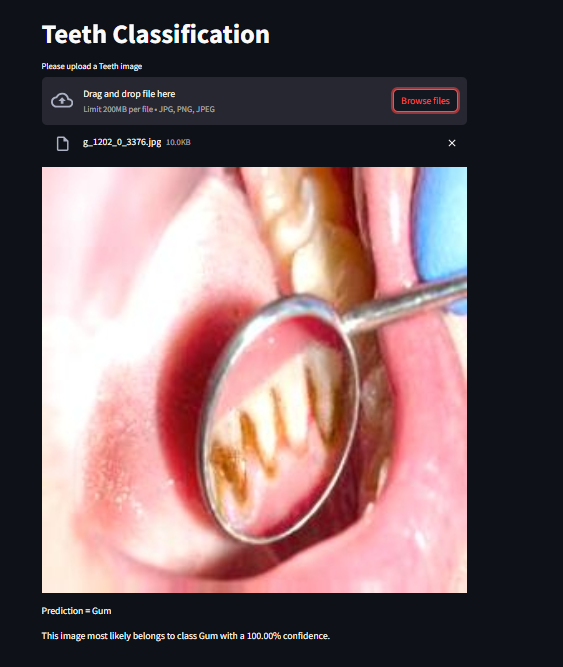 Teeth Classification
Please upload a Teeth image
Drag and drop file here
Limit 200MB per file • JPG, PNG, JPEG
Browse files
g_1202_0_3376.jpg 10.0KB
Prediction = Gum
This image most likely belongs to class Gum with a 100.00% confidence.